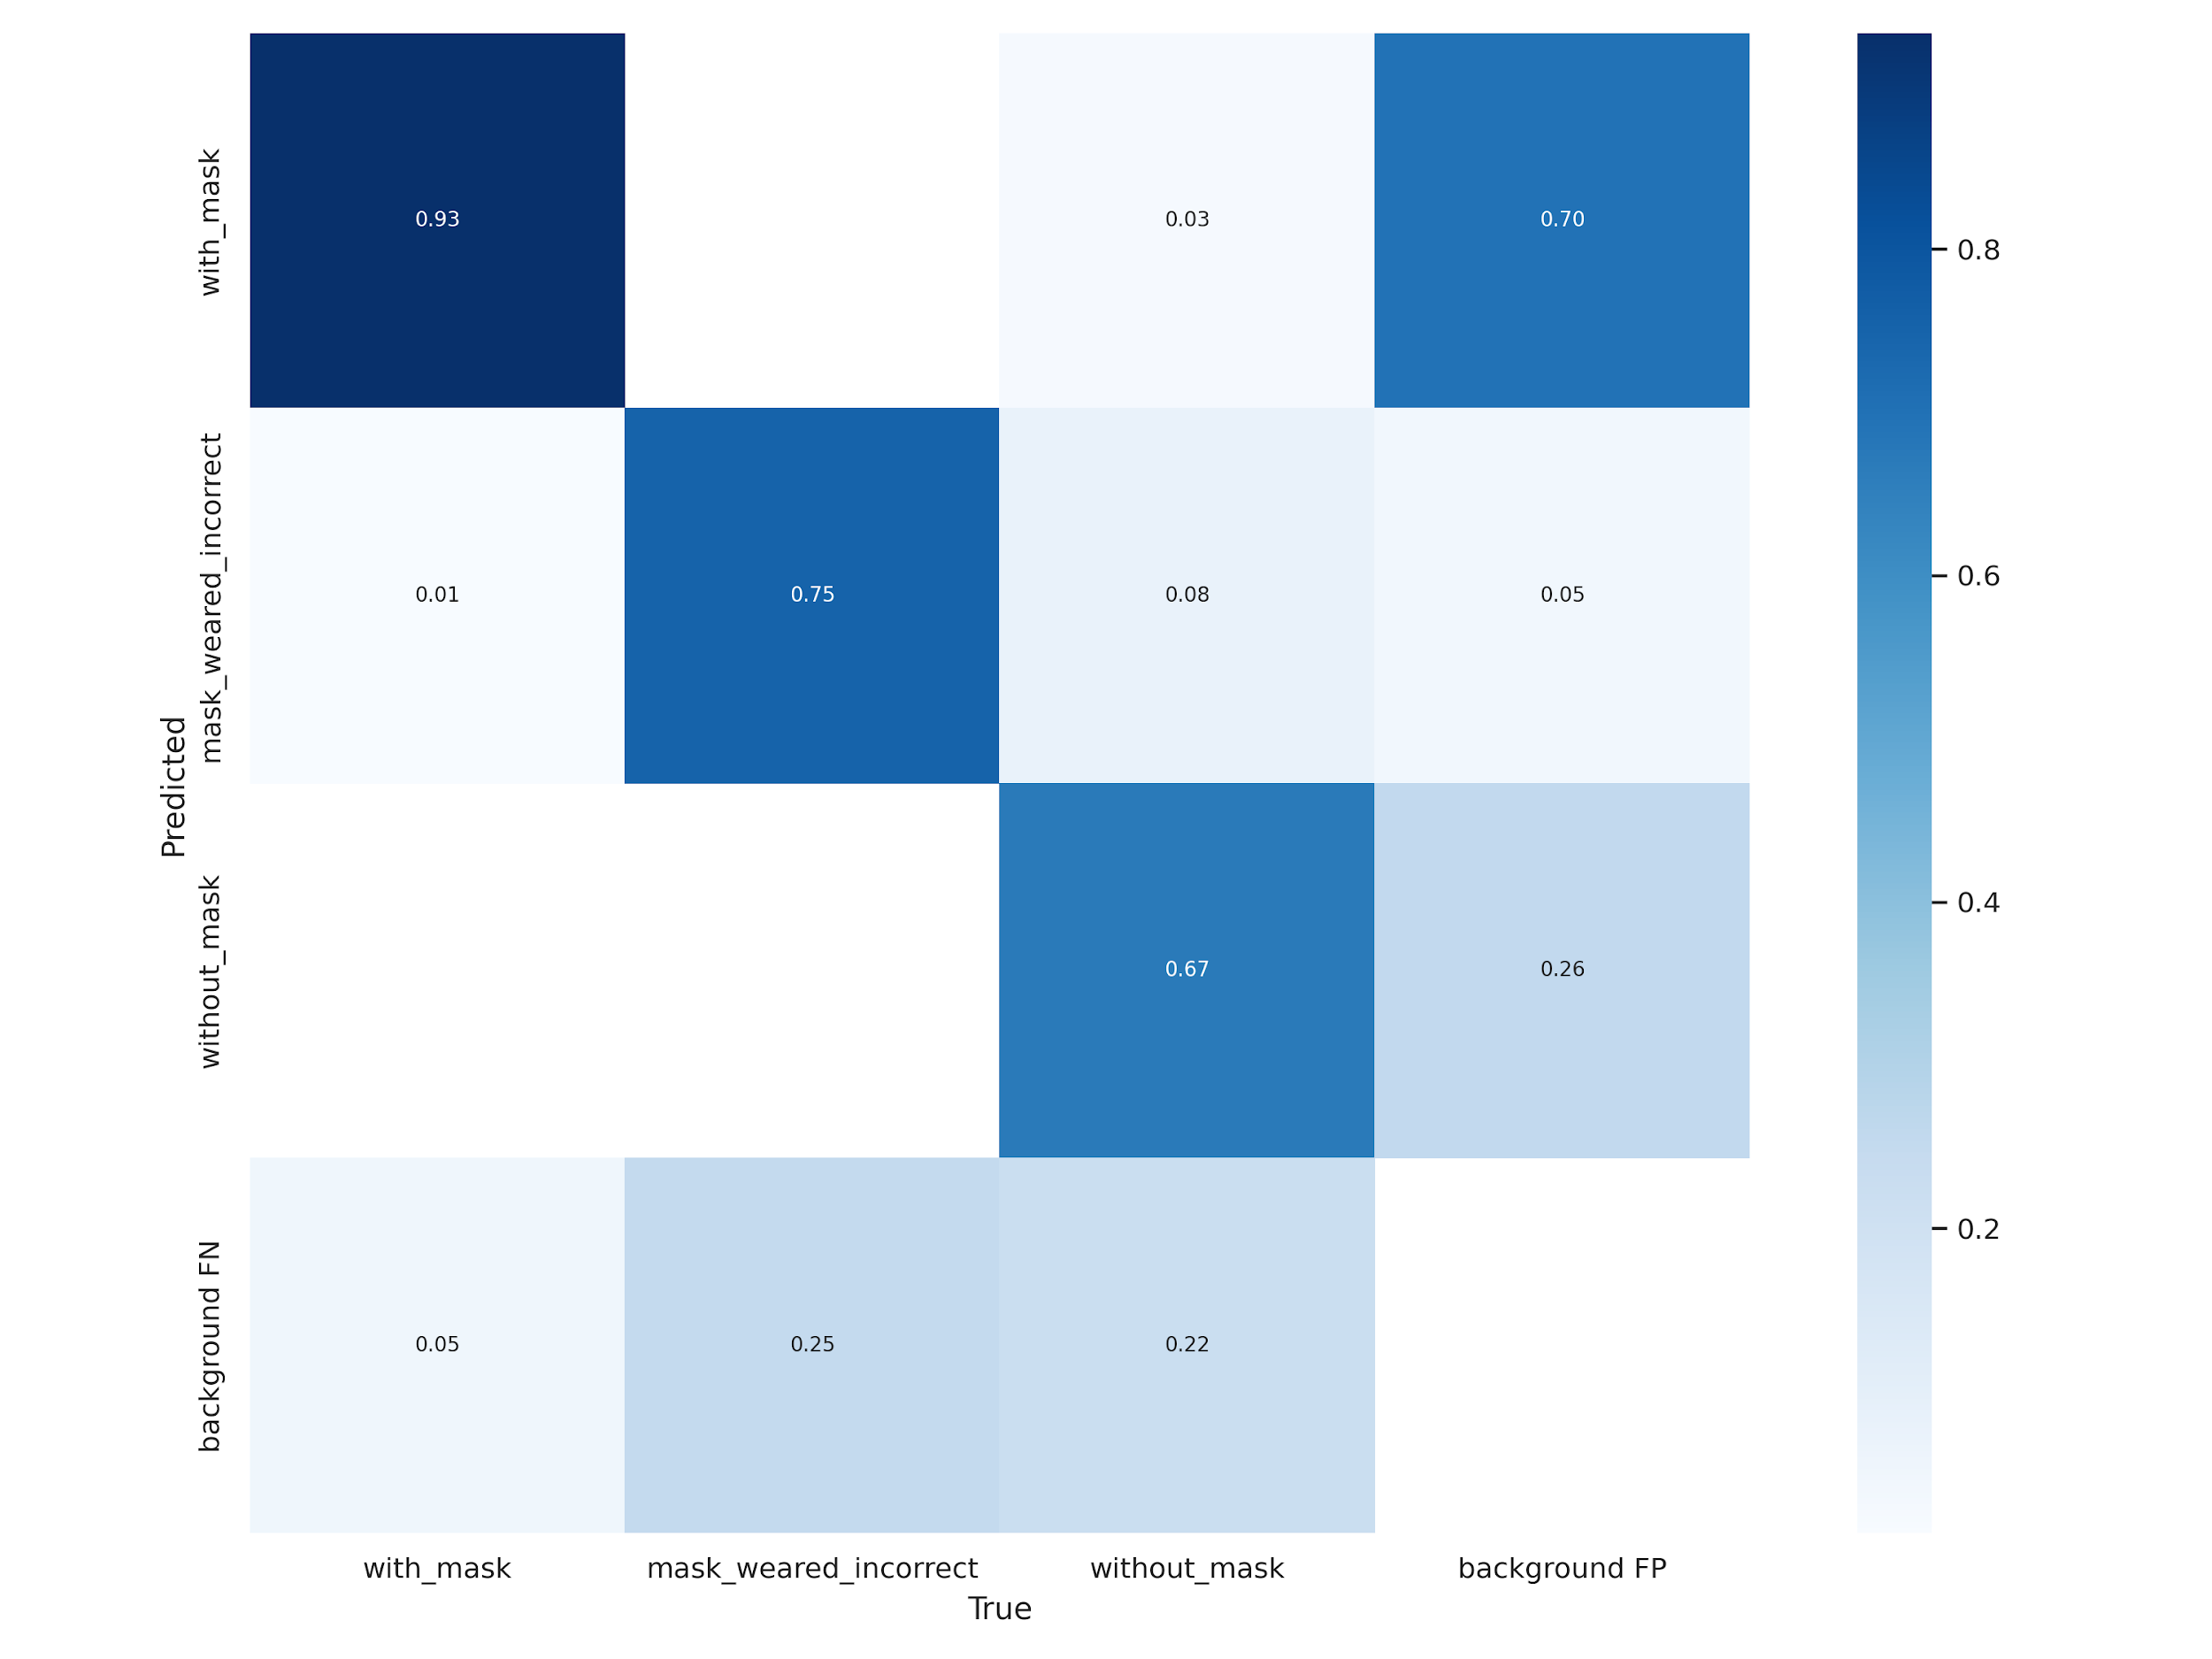 with_mask
0.93
0.03
0.70
mask_weared_incorrect
0.01
0.75
0.08
0.05
without_mask
0.67
0.26
background FN
0.05
0.25
0.22
Predicted
with_mask
mask_weared_incorrect
without_mask
background FP
True
0.8
0.6
0.4
0.2